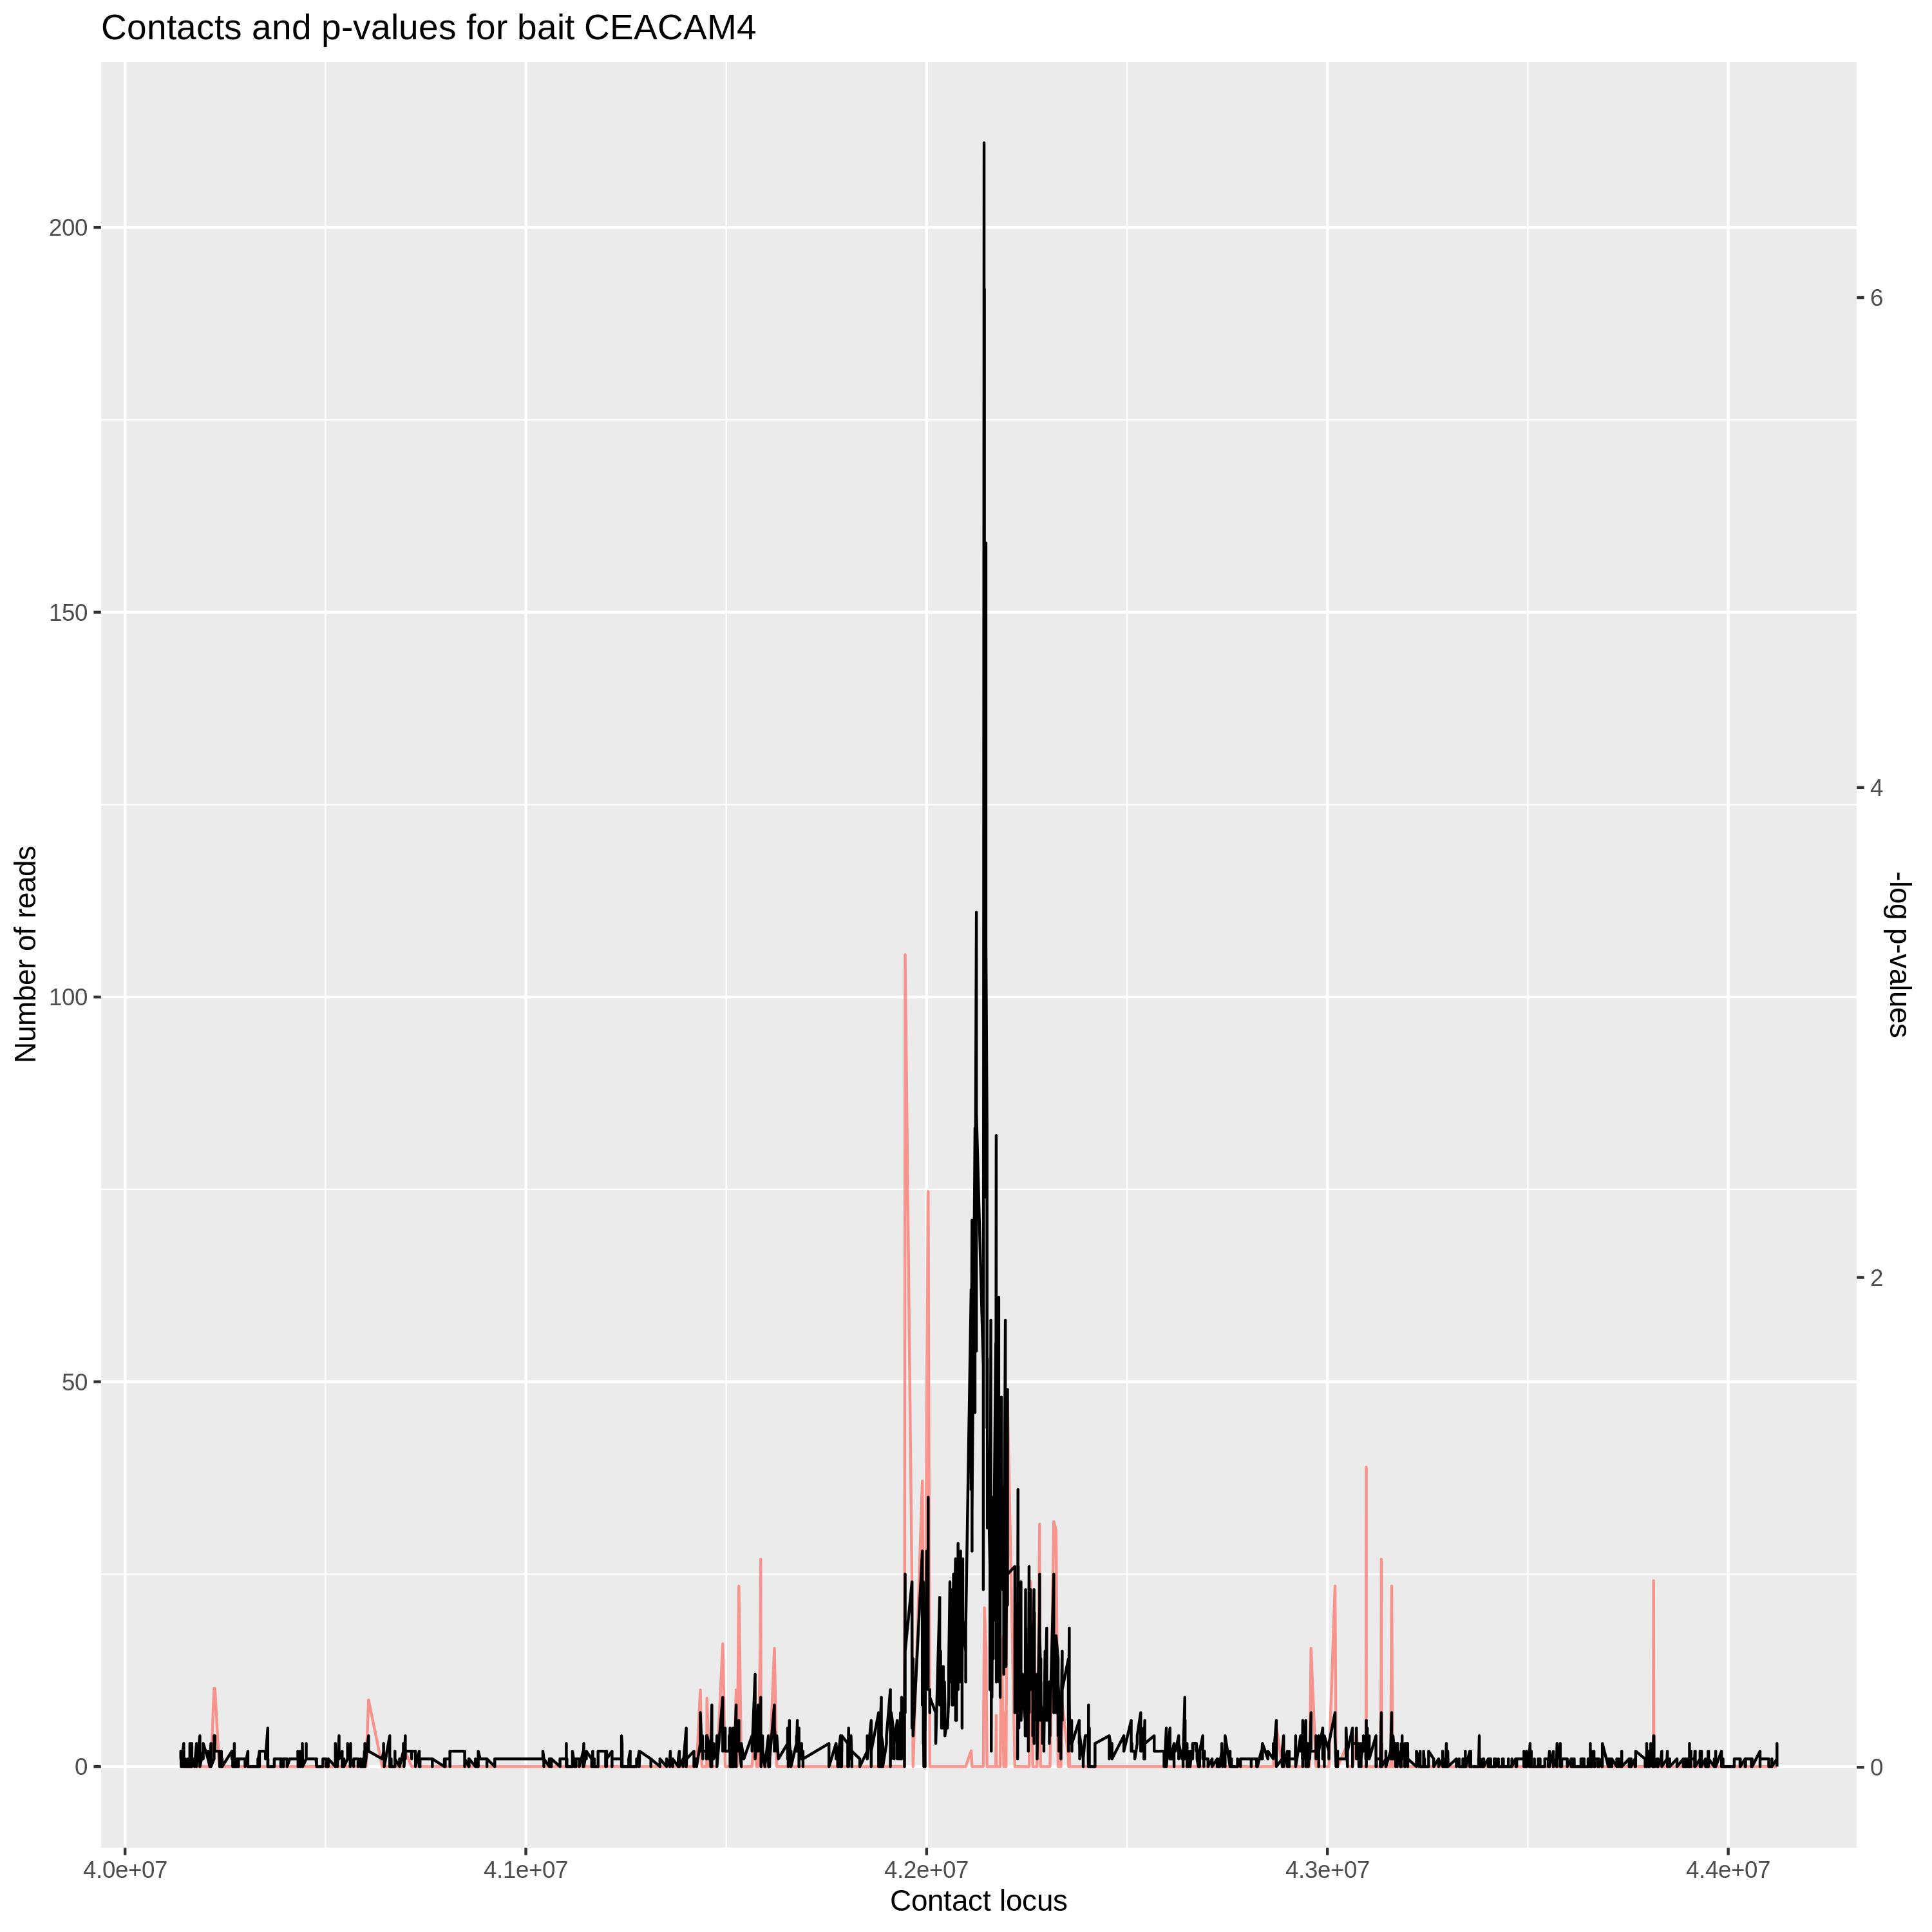 Contacts and p-values for bait CEACAM4
200
150
100
50
0
Number of reads
6
4
2
0
-log p-values
4.0e+07
4.1e+07
4.2e+07
4.3e+07
4.4e+07
Contact locus